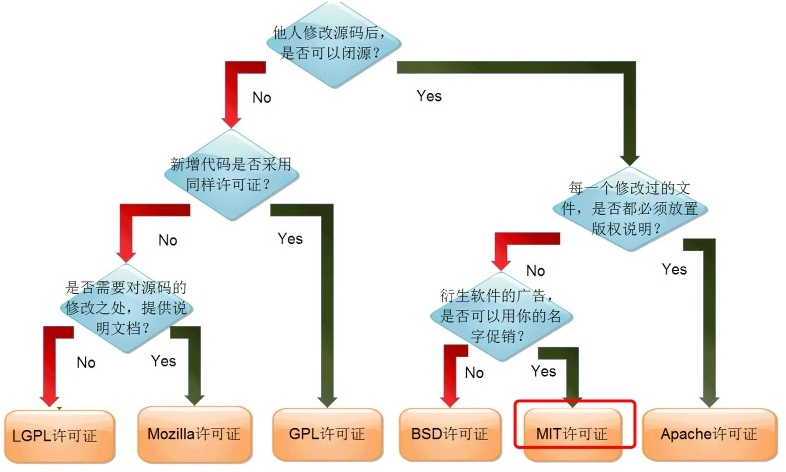 他人修改源码后，
是否可以闭源？
No
Yes
新增代码是否采用
同样许可证？
每一个修改过的文
件，是否都必须放置
版权说明？
No
Yes
No
Yes
是否需要对源码的
修改之处，提供说
明文档？
衍生软件的广告，
是否可以用你的名
字促销？
No
Yes
No
Yes
LGPL许可证
Mozilla许可证
GPL许可证
BSD许可证
MIT许可证
Apache许可证